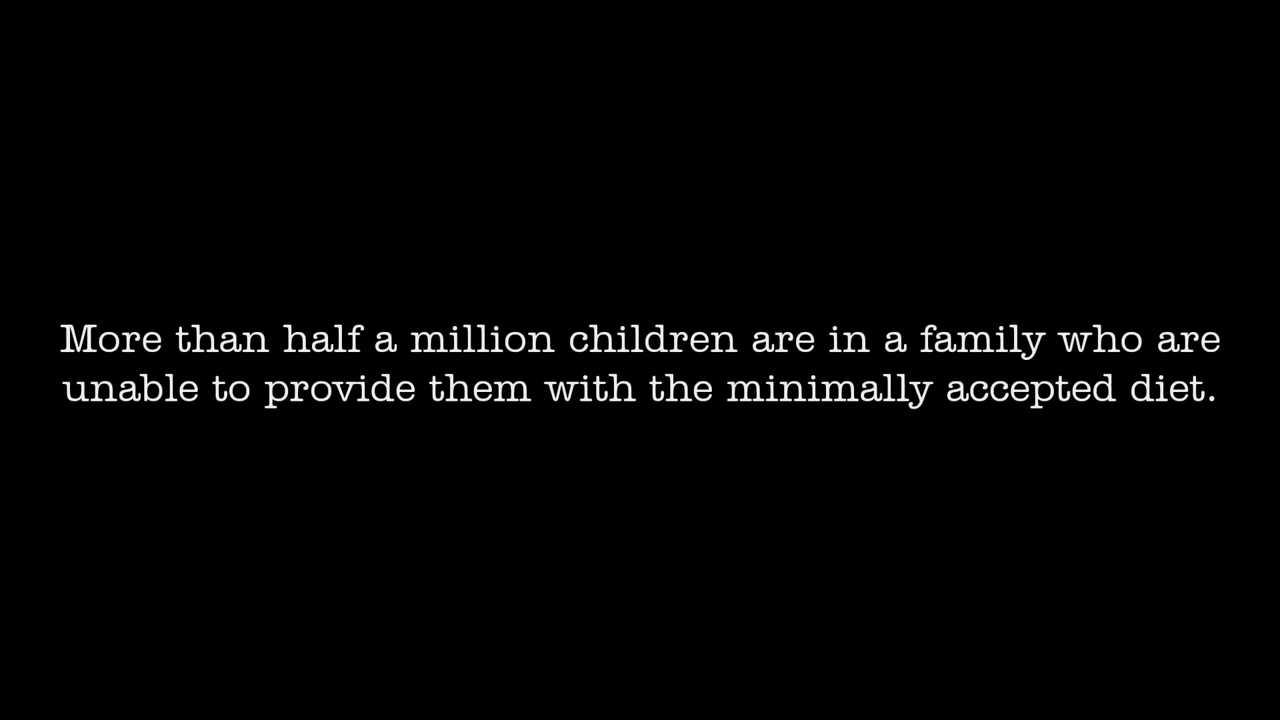 More than half a million children are in a family who are
unable to provide them with the minimally accepted diet.